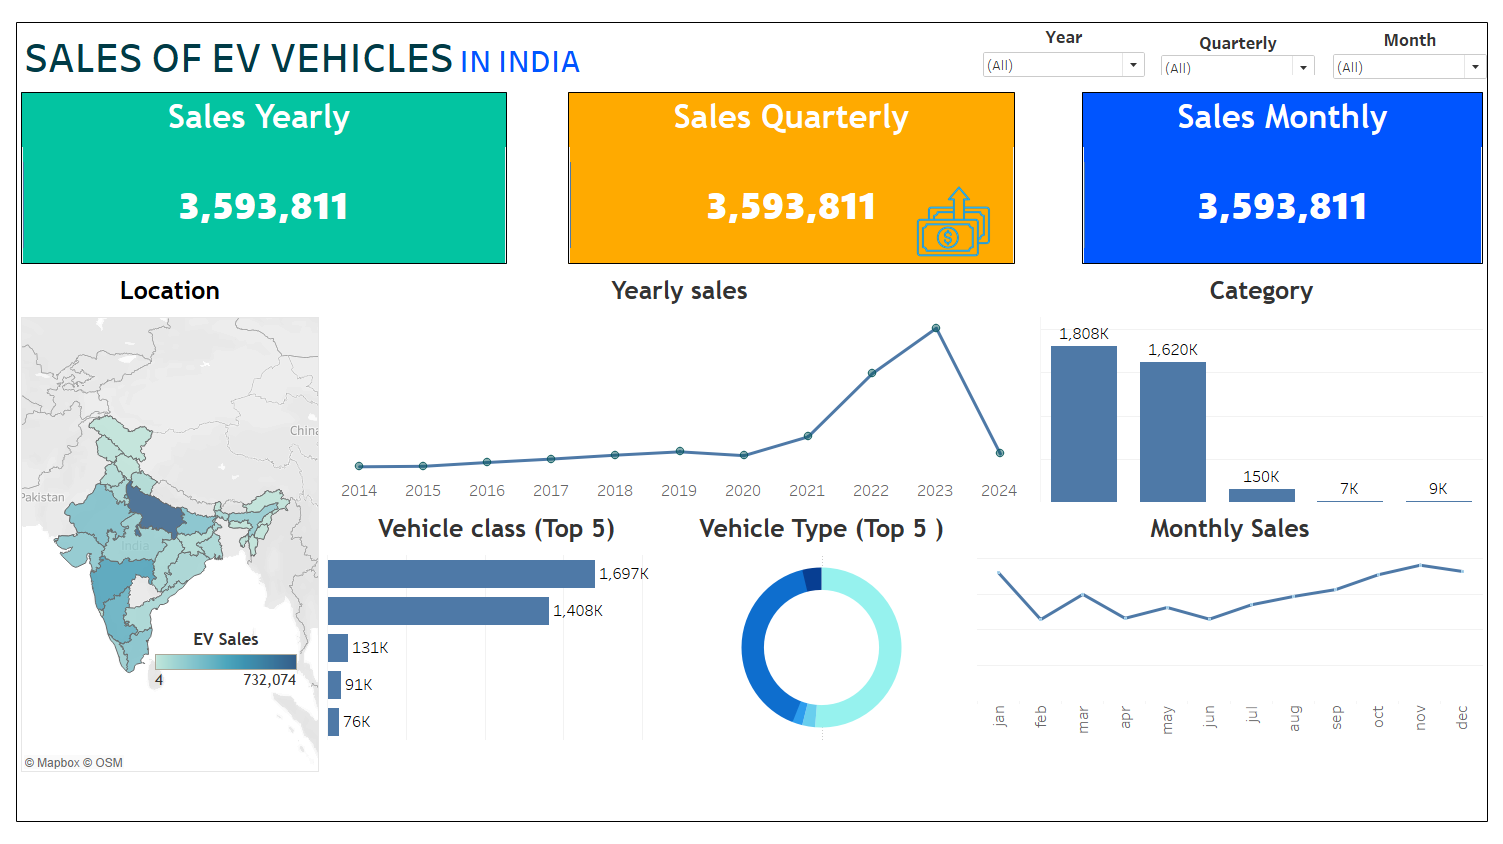 SALES OF EV VEHICLES IN INDIA
Year
Quarterly
Month
(All)
(All)
(All)
Sales Yearly
Sales Quarterly
Sales Monthly
3,593,811
3,593,811
3,593,811
$
Location
Yearly sales
Category
China
Pakistan
India
EV Sales
4
732,074
© Mapbox © OSM
2014
2015
2016
2017
2018
2019
2020
2021
2022
2023
2024
1,808K
1,620K
150K
7K
9K
Vehicle class (Top 5)
Vehicle Type (Top 5 )
Monthly Sales
1,697K
1,408K
131K
91K
76K
jan
feb
mar
apr
may
jun
jul
aug
sep
oct
nov
dec